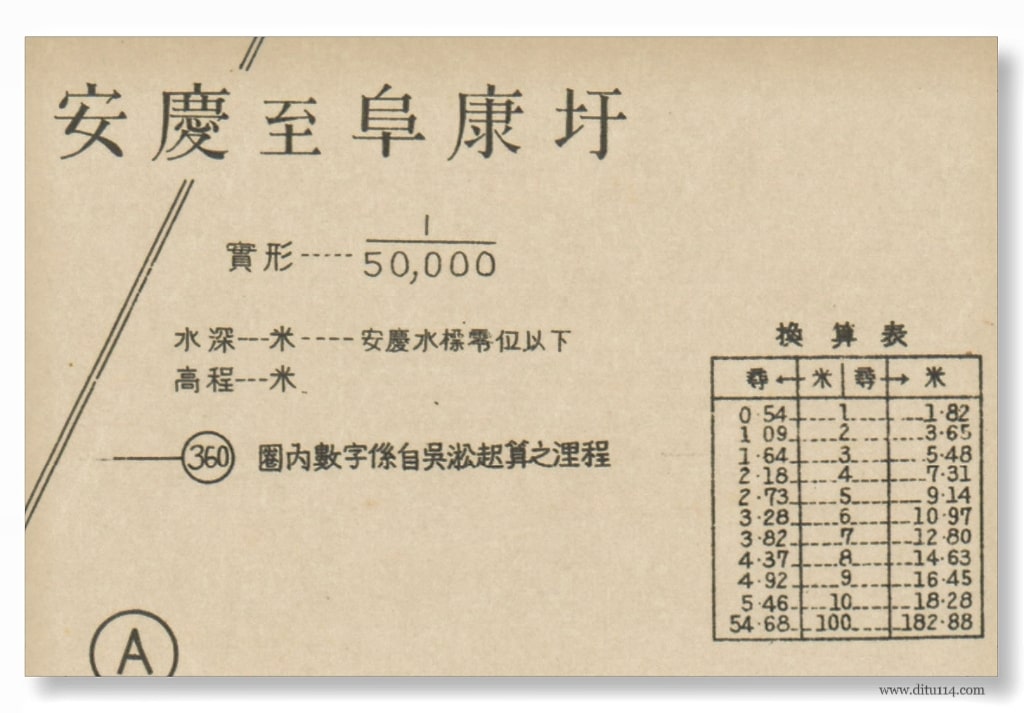 安慶至阜康圩
實形-----1/50,000
水深---米----安慶水標零位以下
高程---米
360 圈內數字係自吳淞起算之浬程
A
換算表
尋←米 尋→米
0·54 1 1·82
1 09 2 3·65
1·64 3 5·48
2·18 4 7·31
2·73 5 9·14
3·28 6 10·97
3·82 7 12·80
4·37 8 14·63
4·92 9 16·45
5·46 10 18·28
54·68 100 182·88
www.ditu114.com